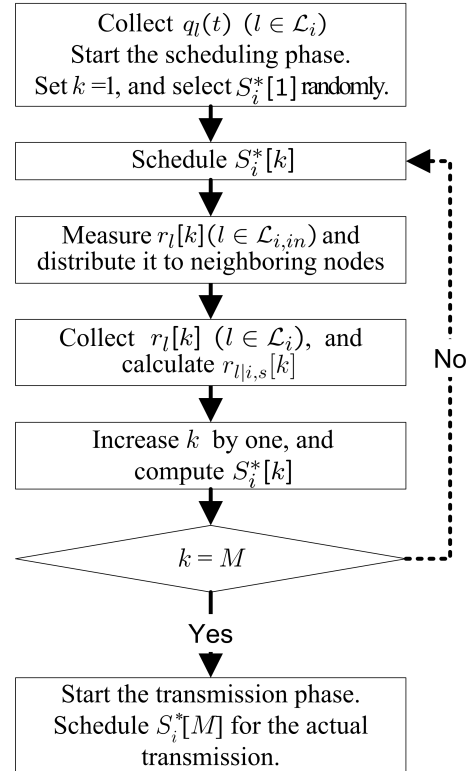 Collect $q_l(t)$ $(l \in \mathcal{L}_i)$
Start the scheduling phase.
Set $k=1$, and select $S_i^*[1]$ randomly.
Schedule $S_i^*[k]$
Measure $r_l[k](l \in \mathcal{L}_{i,in})$ and
distribute it to neighboring nodes
Collect $r_l[k]$ $(l \in \mathcal{L}_i)$, and
calculate $r_{l|i,s}[k]$
No
Increase $k$ by one, and
compute $S_i^*[k]$
$k = M$
Yes
Start the transmission phase.
Schedule $S_i^*[M]$ for the actual
transmission.